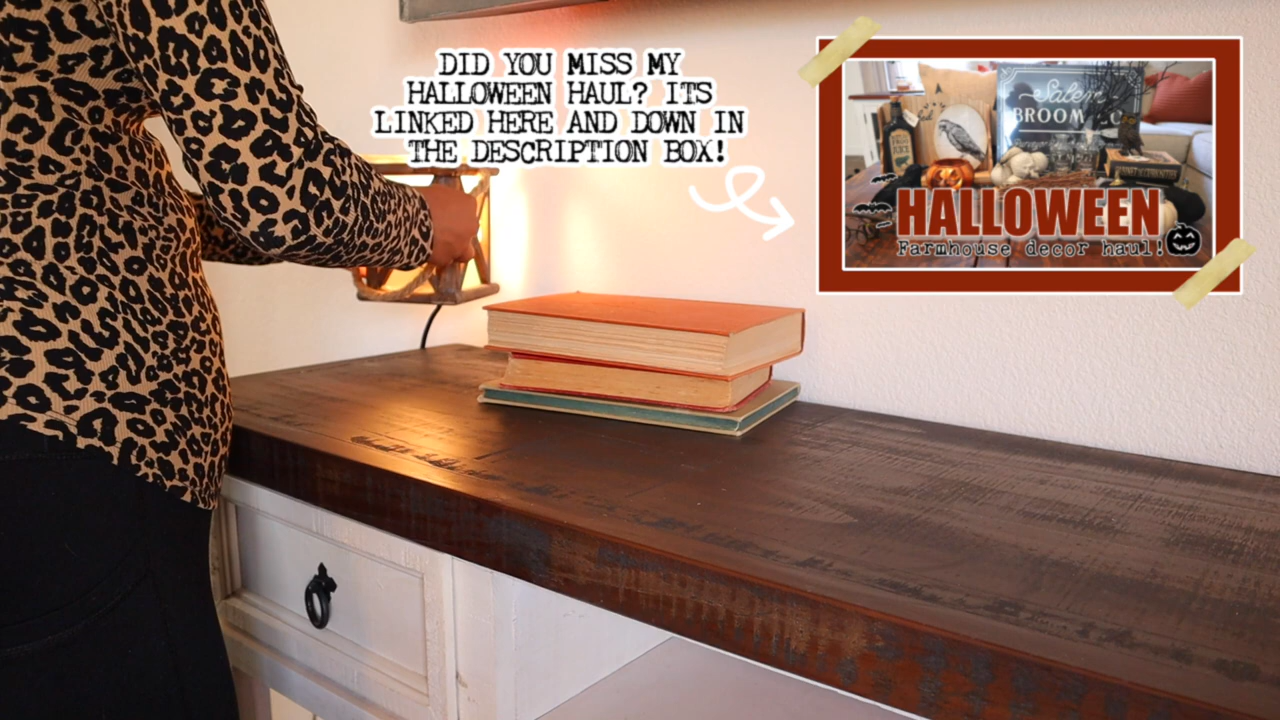 DID YOU MISS MY
HALLOWEEN HAUL? ITS
LINKED HERE AND DOWN IN
THE DESCRIPTION BOX!
Salem
BROOM
HALLOWEEN
Farmhouse decor haul!